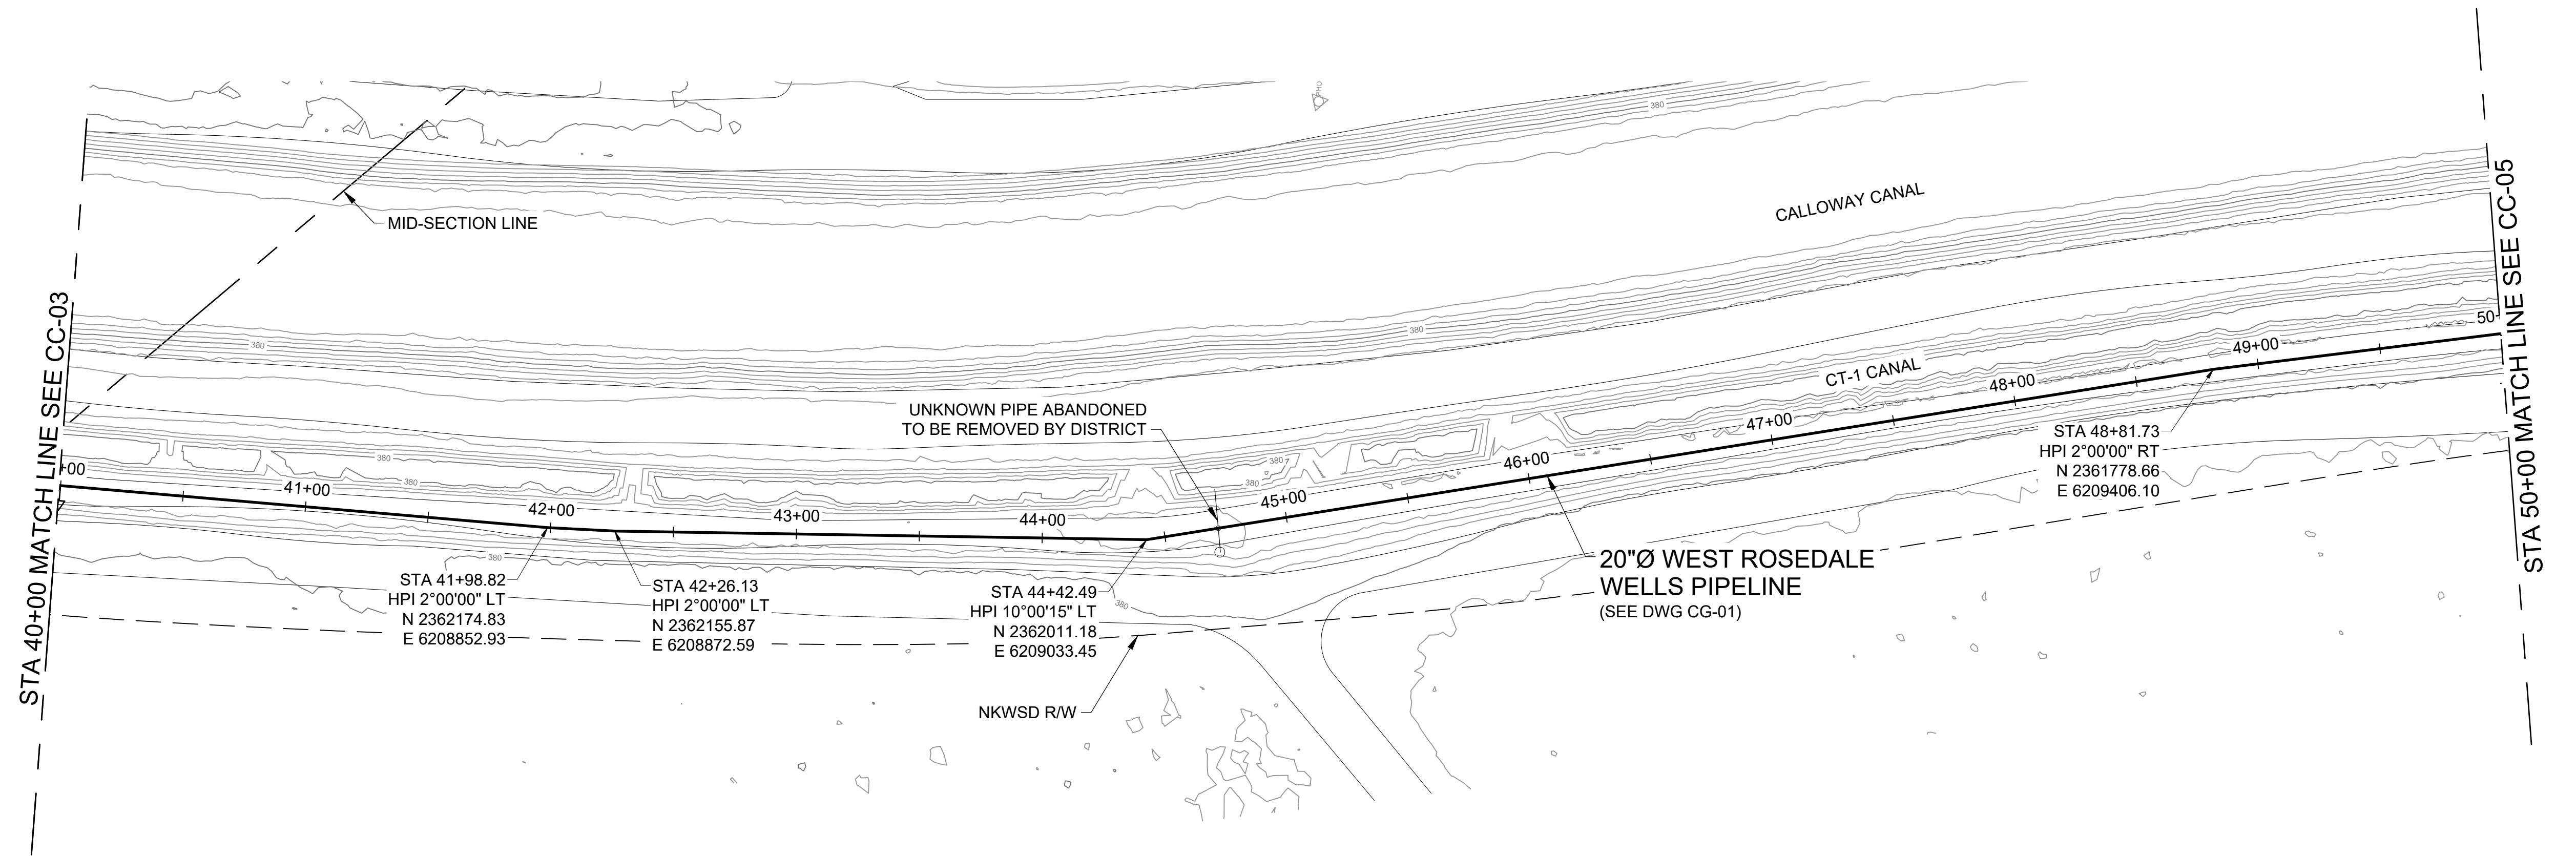 OHP
380
STA 50+00 MATCH LINE SEE CC-05
CALLOWAY CANAL
MID-SECTION LINE
STA 40+00 MATCH LINE SEE CC-03
50
380
380
49+00
CT-1 CANAL
48+00
UNKNOWN PIPE ABANDONED
TO BE REMOVED BY DISTRICT
47+00
STA 48+81.73
HPI 2°00'00" RT
N 2361778.66
E 6209406.10
380
380
46+00
+00
41+00
380
380
45+00
42+00
43+00
44+00
380
20"Ø WEST ROSEDALE
WELLS PIPELINE
(SEE DWG CG-01)
STA 41+98.82
HPI 2°00'00" LT
N 2362174.83
E 6208852.93
STA 42+26.13
HPI 2°00'00" LT
N 2362155.87
E 6208872.59
STA 44+42.49
HPI 10°00'15" LT
N 2362011.18
E 6209033.45
380
NKWSD R/W